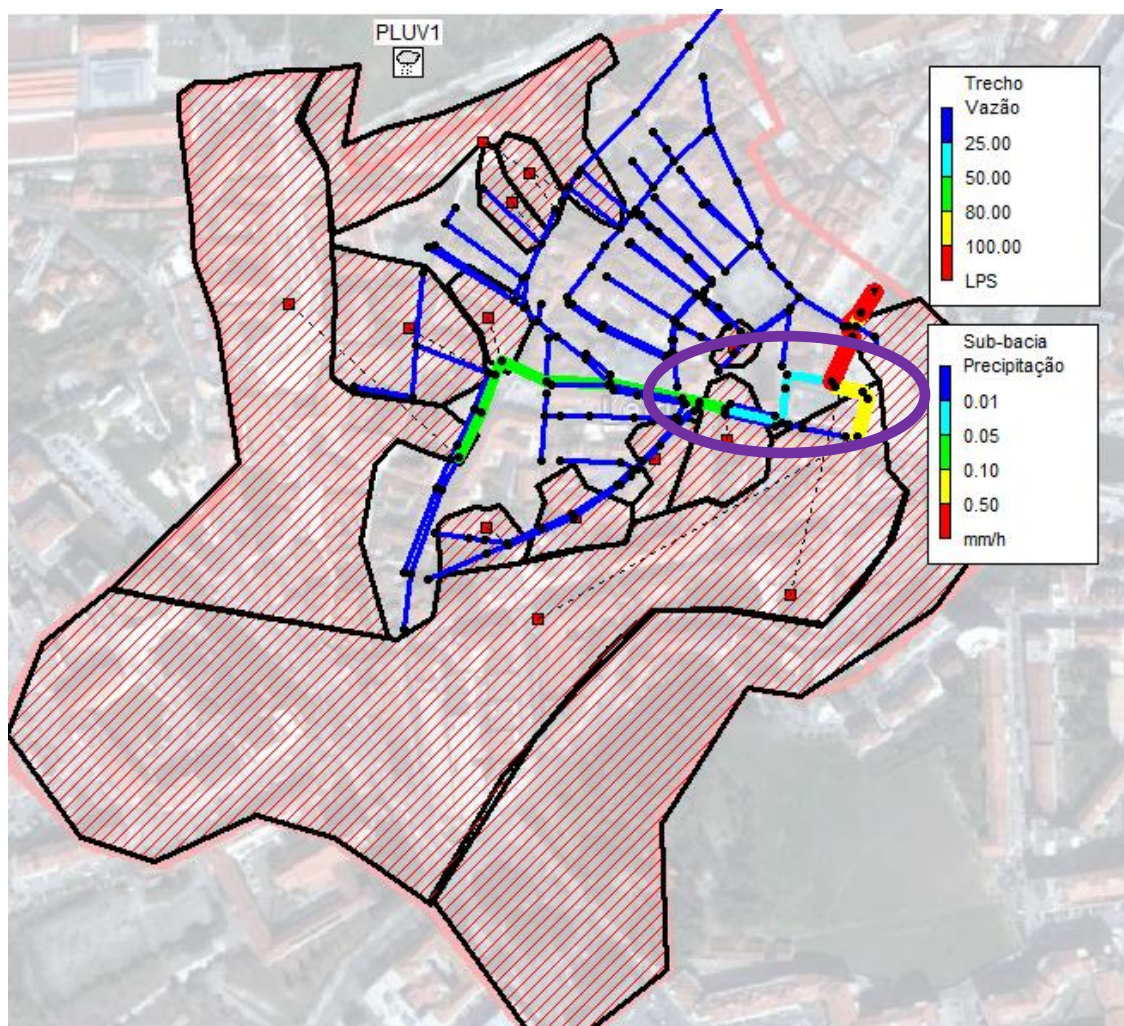 PLUV1
Trecho
Vazão
25.00
50.00
80.00
100.00
LPS
Sub-bacia
Precipitação
0.01
0.05
0.10
0.50
mm/h